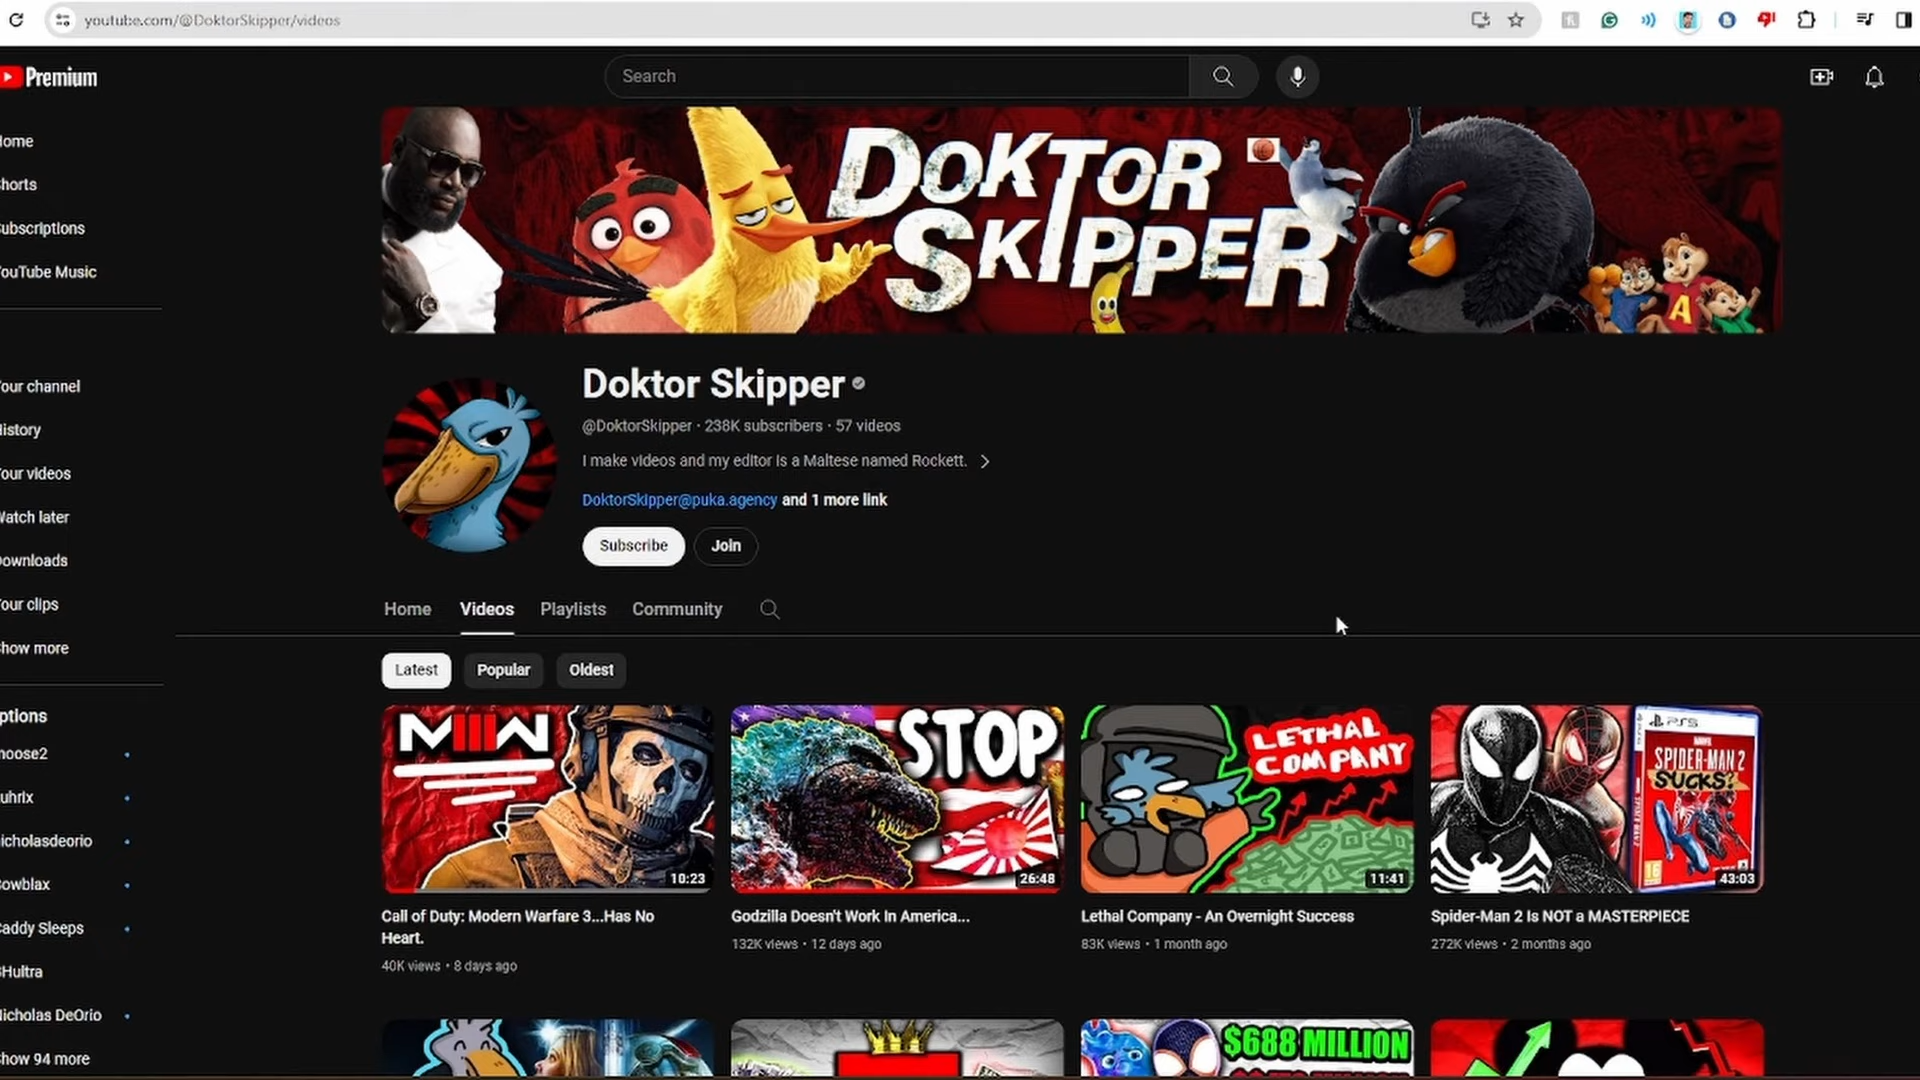 youtube.com/@DoktorSkipper/videos
Premium
Search
DOKTOR
SKIPPER
A
ome
horts
ubscriptions
ouTube Music
our channel
istory
our videos
Watch later
ownloads
our clips
how more
ptions
moose2
uhrix
icholasdeorio
owblax
addy Sleeps
Hultra
Nicholas DeOrio
how 94 more
Doktor Skipper
@DoktorSkipper · 238K subscribers · 57 videos
I make videos and my editor is a Maltese named Rockett.
DoktorSkipper@puka.agency and 1 more link
Subscribe
Join
Home
Videos
Playlists
Community
Latest
Popular
Oldest
MIIIW
10:23
Call of Duty: Modern Warfare 3...Has No
Heart.
40K views · 8 days ago
STOP
26:48
Godzilla Doesn't Work In America...
132K views · 12 days ago
LETHAL
COMPANY
11:41
Lethal Company - An Overnight Success
83K views · 1 month ago
PS5
SPIDER-MAN 2
SUCKS?
16
43:03
Spider-Man 2 Is NOT a MASTERPIECE
272K views · 2 months ago
$688 MILLION